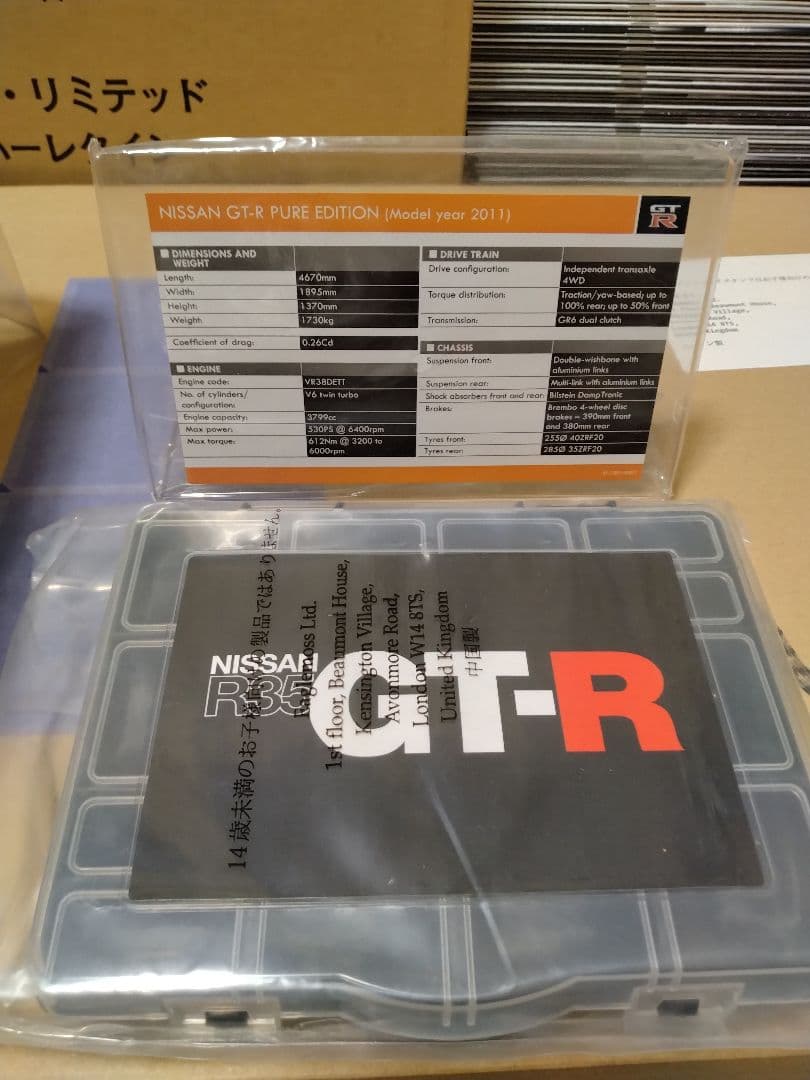 ・リミテッド
NISSAN GT-R PURE EDITION (Model year 2011)
GT
R
DIMENSIONS AND
WEIGHT
Length: 4670mm
Width: 1895mm
Height: 1370mm
Weight: 1730kg
Coefficient of drag: 0.26Cd
ENGINE
Engine code: VR38DETT
No. of cylinders/ V6 twin turbo
configuration:
Engine capacity: 3799cc
Max power: 530PS @ 6400rpm
Max torque: 612Nm @ 3200 to
6000rpm
DRIVE TRAIN
Drive configuration: Independent transaxle
4WD
Torque distribution: Traction/yaw-based; up to
100% rear; up to 50% front
Transmission: GR6 dual clutch
CHASSIS
Suspension front: Double-wishbone with
aluminium links
Suspension rear: Multi-link with aluminium links
Shock absorbers front and rear: Bilstein DampTronic
Brakes: Brembo 4-wheel disc
brakes – 390mm front
and 380mm rear
Tyres front: 255Ø 40ZRF20
Tyres rear: 285Ø 35ZRF20
NISSAN
R35
GT-R
14歳未満のお子様向けの製品ではありません。
Eaglemoss Ltd.
1st floor, Beaumont House,
Kensington Village,
Avonmore Road,
London W14 8TS,
United Kingdom
中国製